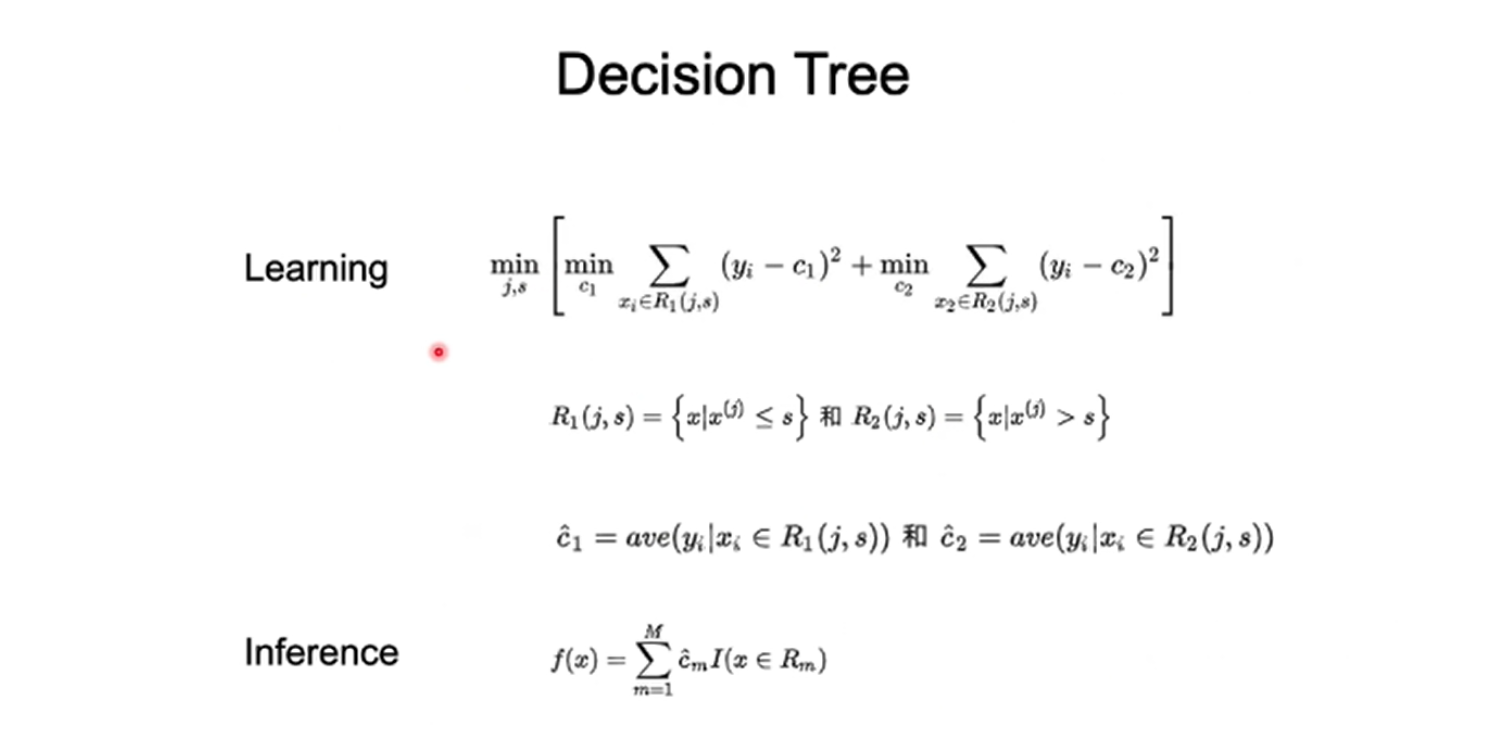 Decision Tree
Learning $\min_{j,s} \left[ \min_{c_1} \sum_{x_i \in R_1(j,s)} (y_i - c_1)^2 + \min_{c_2} \sum_{x_2 \in R_2(j,s)} (y_i - c_2)^2 \right]$
$R_1(j,s) = \left\{ x | x^{(j)} \leq s \right\}$ 和 $R_2(j,s) = \left\{ x | x^{(j)} > s \right\}$
$\hat{c}_1 = ave(y_i | x_i \in R_1(j,s))$ 和 $\hat{c}_2 = ave(y_i | x_i \in R_2(j,s))$
Inference $f(x) = \sum_{m=1}^{M} \hat{c}_m I(x \in R_m)$